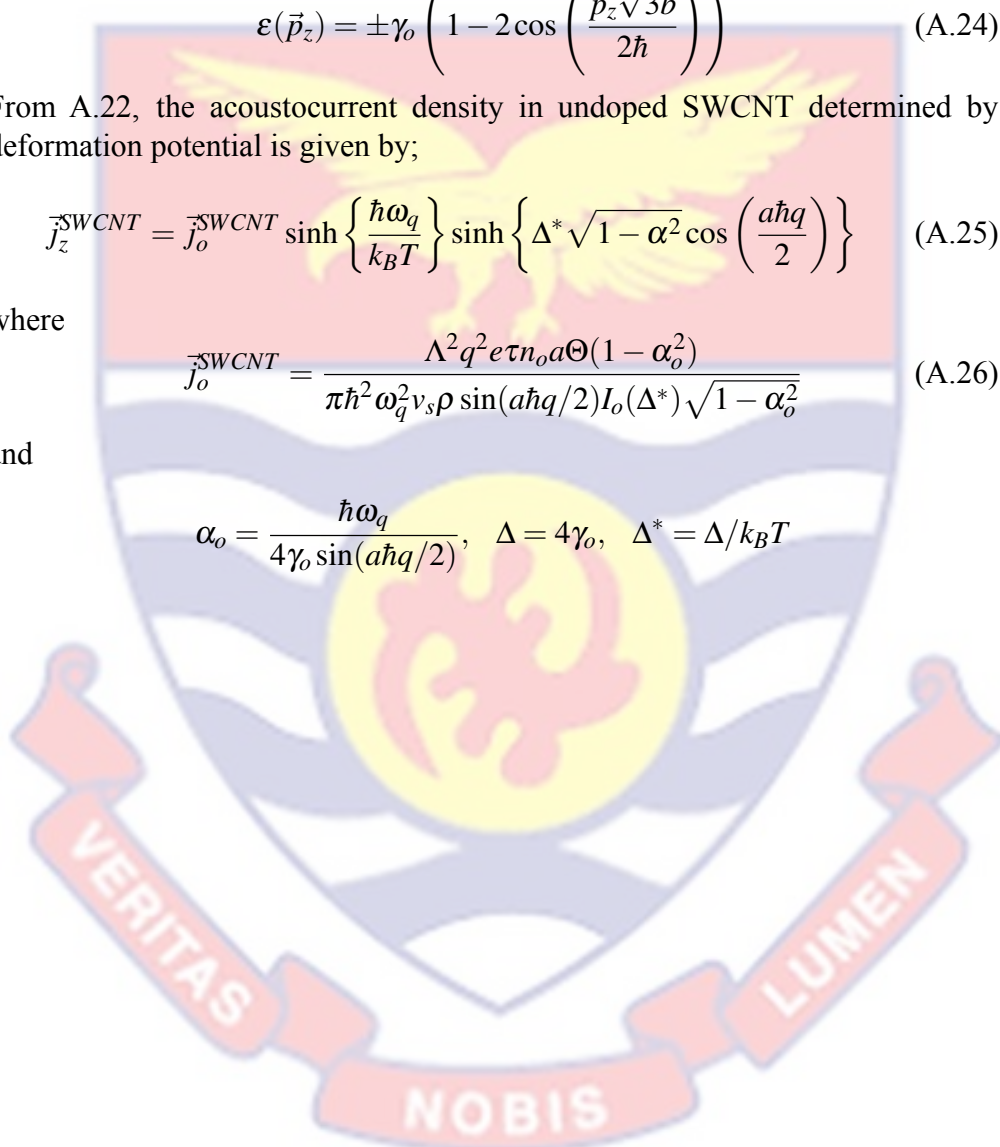 ε(p⃗_z) = ±γ_o (1 − 2cos(p_z√3b / 2ħ)) (A.24)
From A.22, the acoustocurrent density in undoped SWCNT determined by
deformation potential is given by;
j⃗_z^{SWCNT} = j⃗_o^{SWCNT} sinh{ħω_q / k_BT} sinh{Δ*√(1 − α²) cos(aħq / 2)} (A.25)
where
j⃗_o^{SWCNT} = Λ²q²eτn_oaΘ(1 − α_o²) / πħ²ω_q²v_sρ sin(aħq/2)I_o(Δ*)√(1 − α_o²) (A.26)
and
α_o = ħω_q / 4γ_o sin(aħq/2), Δ = 4γ_o, Δ* = Δ/k_BT
VERITAS
NOBIS
LUMEN